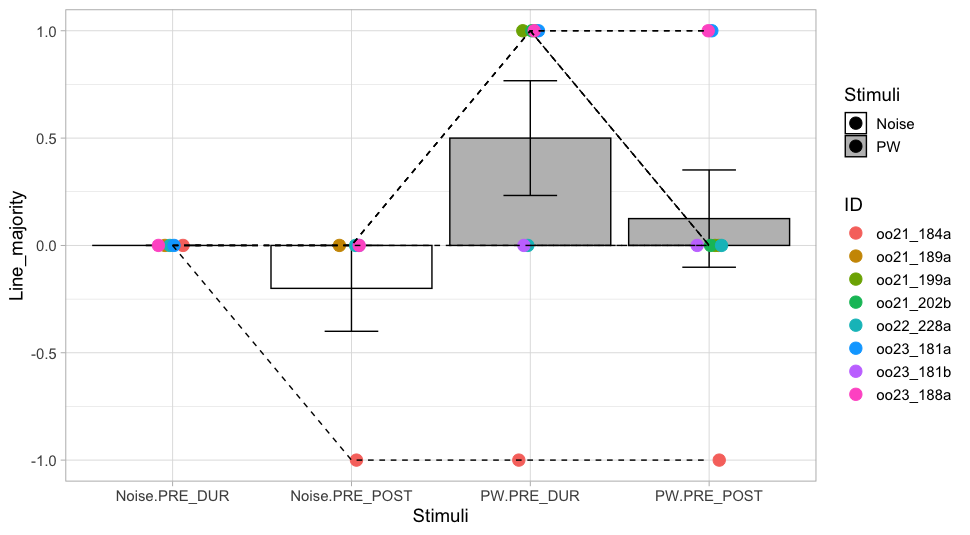 1.0
0.5
0.0
-0.5
-1.0
Line_majority
Noise.PRE_DUR
Noise.PRE_POST
PW.PRE_DUR
PW.PRE_POST
Stimuli
Stimuli
Noise
PW
ID
oo21_184a
oo21_189a
oo21_199a
oo21_202b
oo22_228a
oo23_181a
oo23_181b
oo23_188a